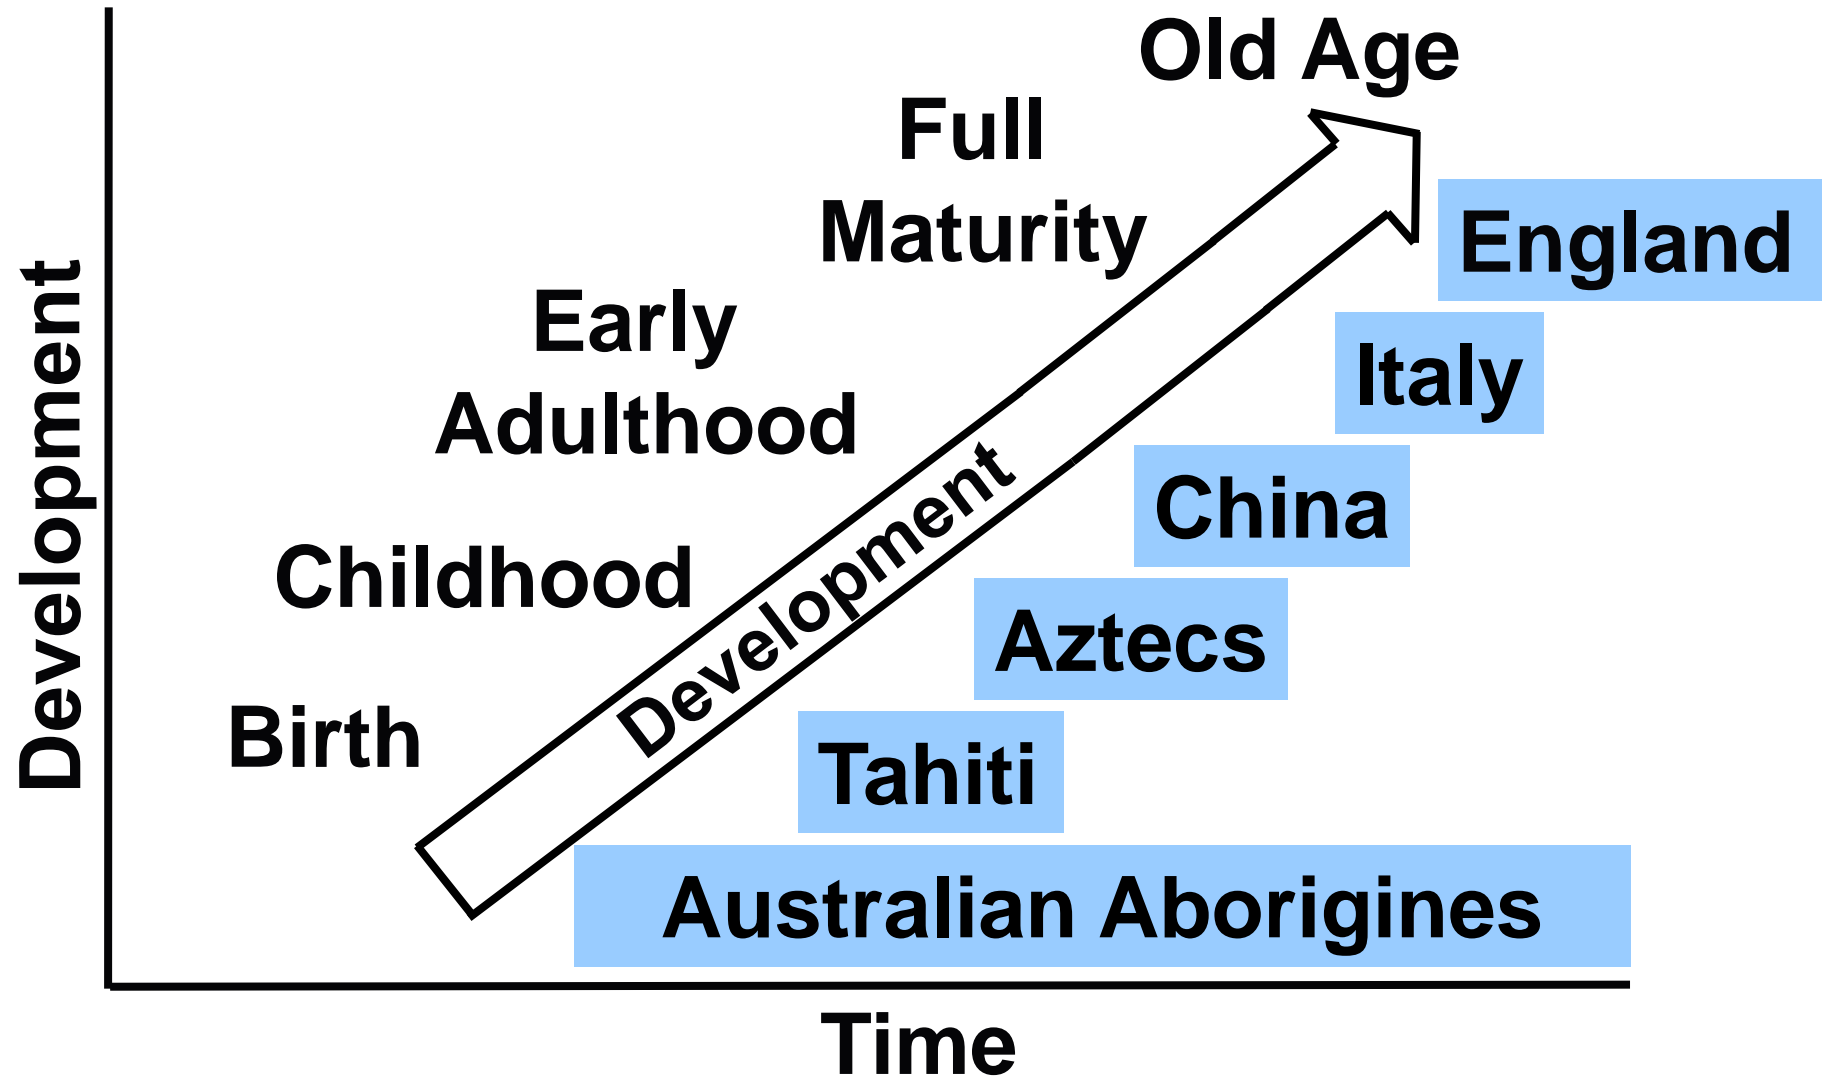 Old Age
Full
Maturity
England
Early
Adulthood
Italy
Development
China
Childhood
Development
Aztecs
Birth
Tahiti
Australian Aborigines
Time